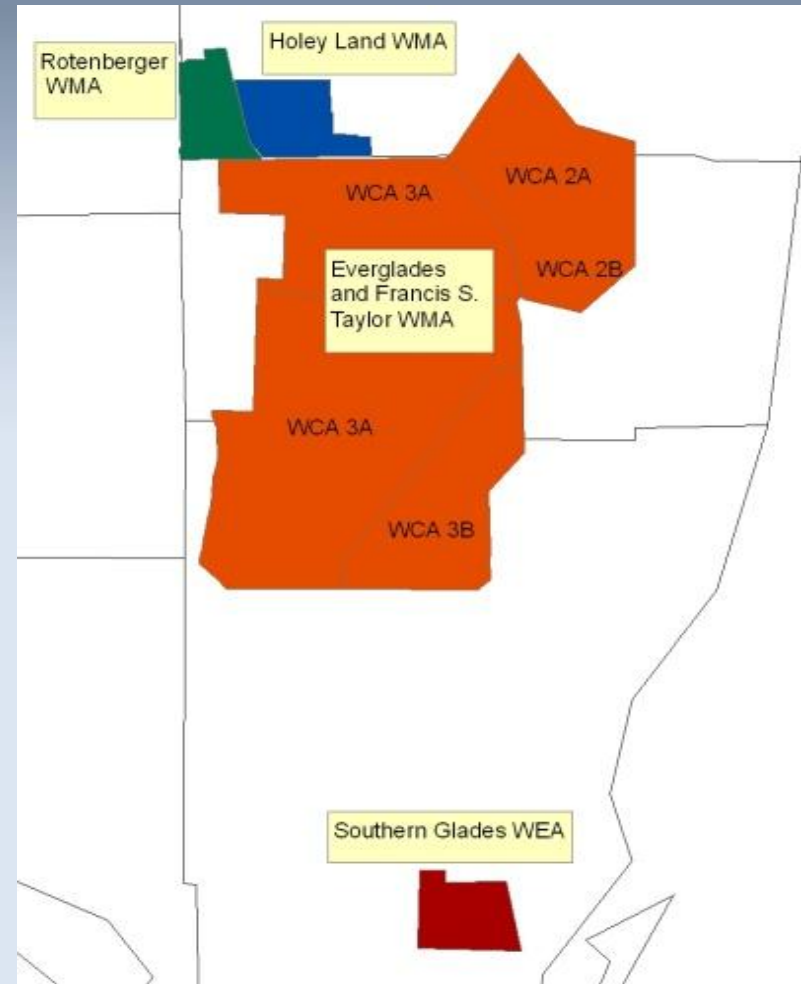 Rotenberger
WMA
Holey Land WMA
WCA 3A
WCA 2A
WCA 2B
Everglades
and Francis S.
Taylor WMA
WCA 3A
WCA 3B
Southern Glades WEA